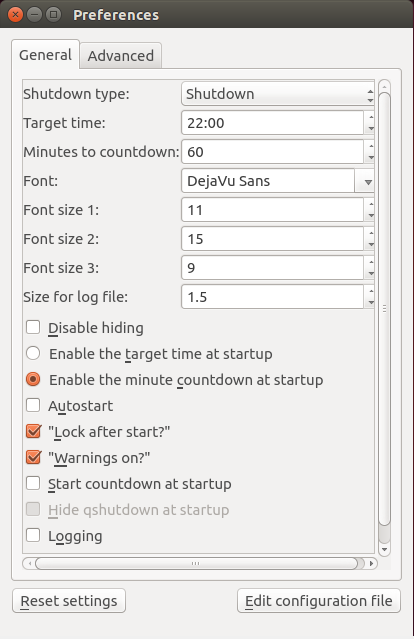 Preferences
General Advanced
Shutdown type: Shutdown
Target time: 22:00
Minutes to countdown: 60
Font: DejaVu Sans
Font size 1: 11
Font size 2: 15
Font size 3: 9
Size for log file: 1.5
Disable hiding
Enable the target time at startup
Enable the minute countdown at startup
Autostart
"Lock after start?"
"Warnings on?"
Start countdown at startup
Hide qshutdown at startup
Logging
Reset settings Edit configuration file